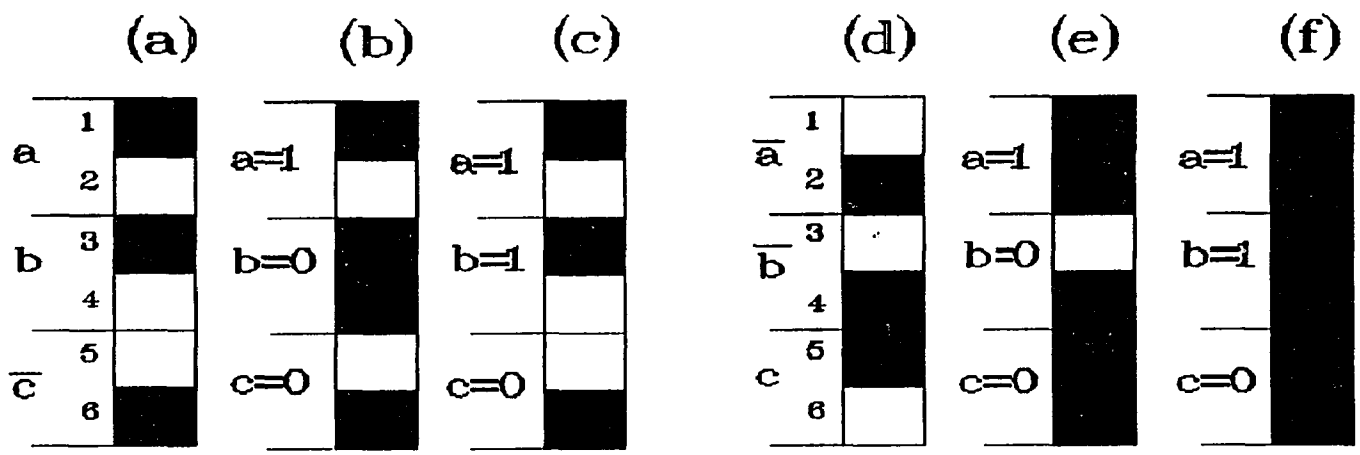 (a) (b) (c) (d) (e) (f)
1 1
a a=1 a=1 a̅ a=1 a=1
2 2
3 3
b b=0 b=1 b̅ b=0 b=1
4 4
5 5
c̅ c=0 c=0 c c=0 c=0
6 6